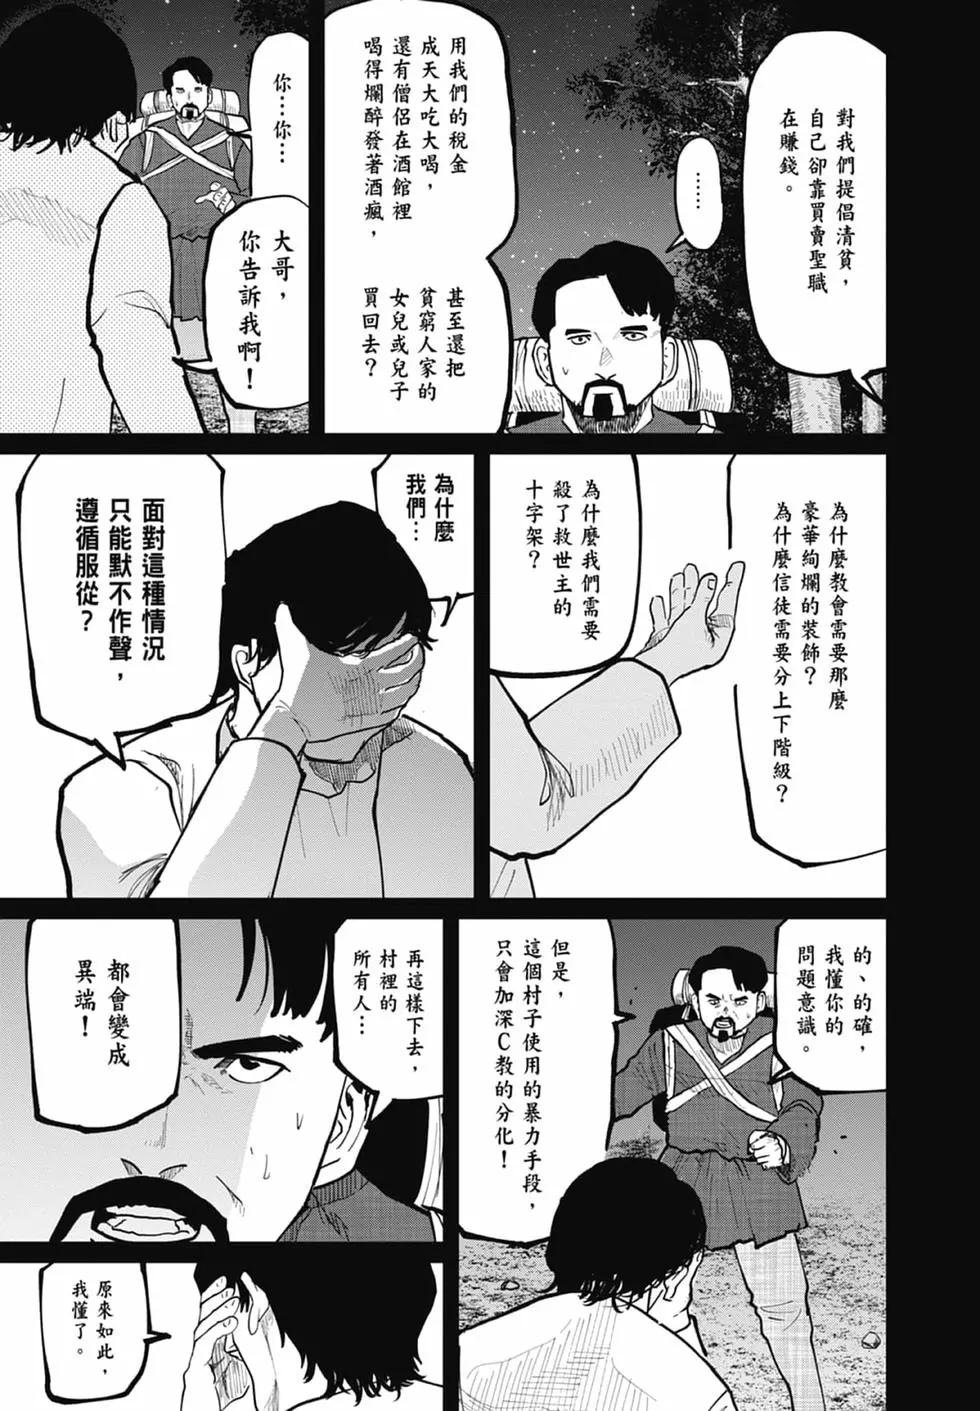 對我們提倡清貧，
自己卻靠買賣聖職
在賺錢。
……
用我們的稅金
成天大吃大喝，
還有僧侶在酒館裡
喝得爛醉發著酒瘋，
甚至還把
貧窮人家的
女兒或兒子
買回去？
你…你…
大哥，
你告訴我啊！
為什麼教會需要那麼
豪華絢爛的裝飾？
為什麼信徒需要分上下階級？
為什麼我們需要
殺了救世主的
十字架？
為什麼
我們…
面對這種情況
只能默不作聲，
遵循服從？
的、的確，
我懂你的
問題意識。
但是，
這個村子使用的暴力手段，
只會加深C教的分化！
再這樣下去，
村裡的
所有人…
都會變成
異端！
原來如此，
我懂了。